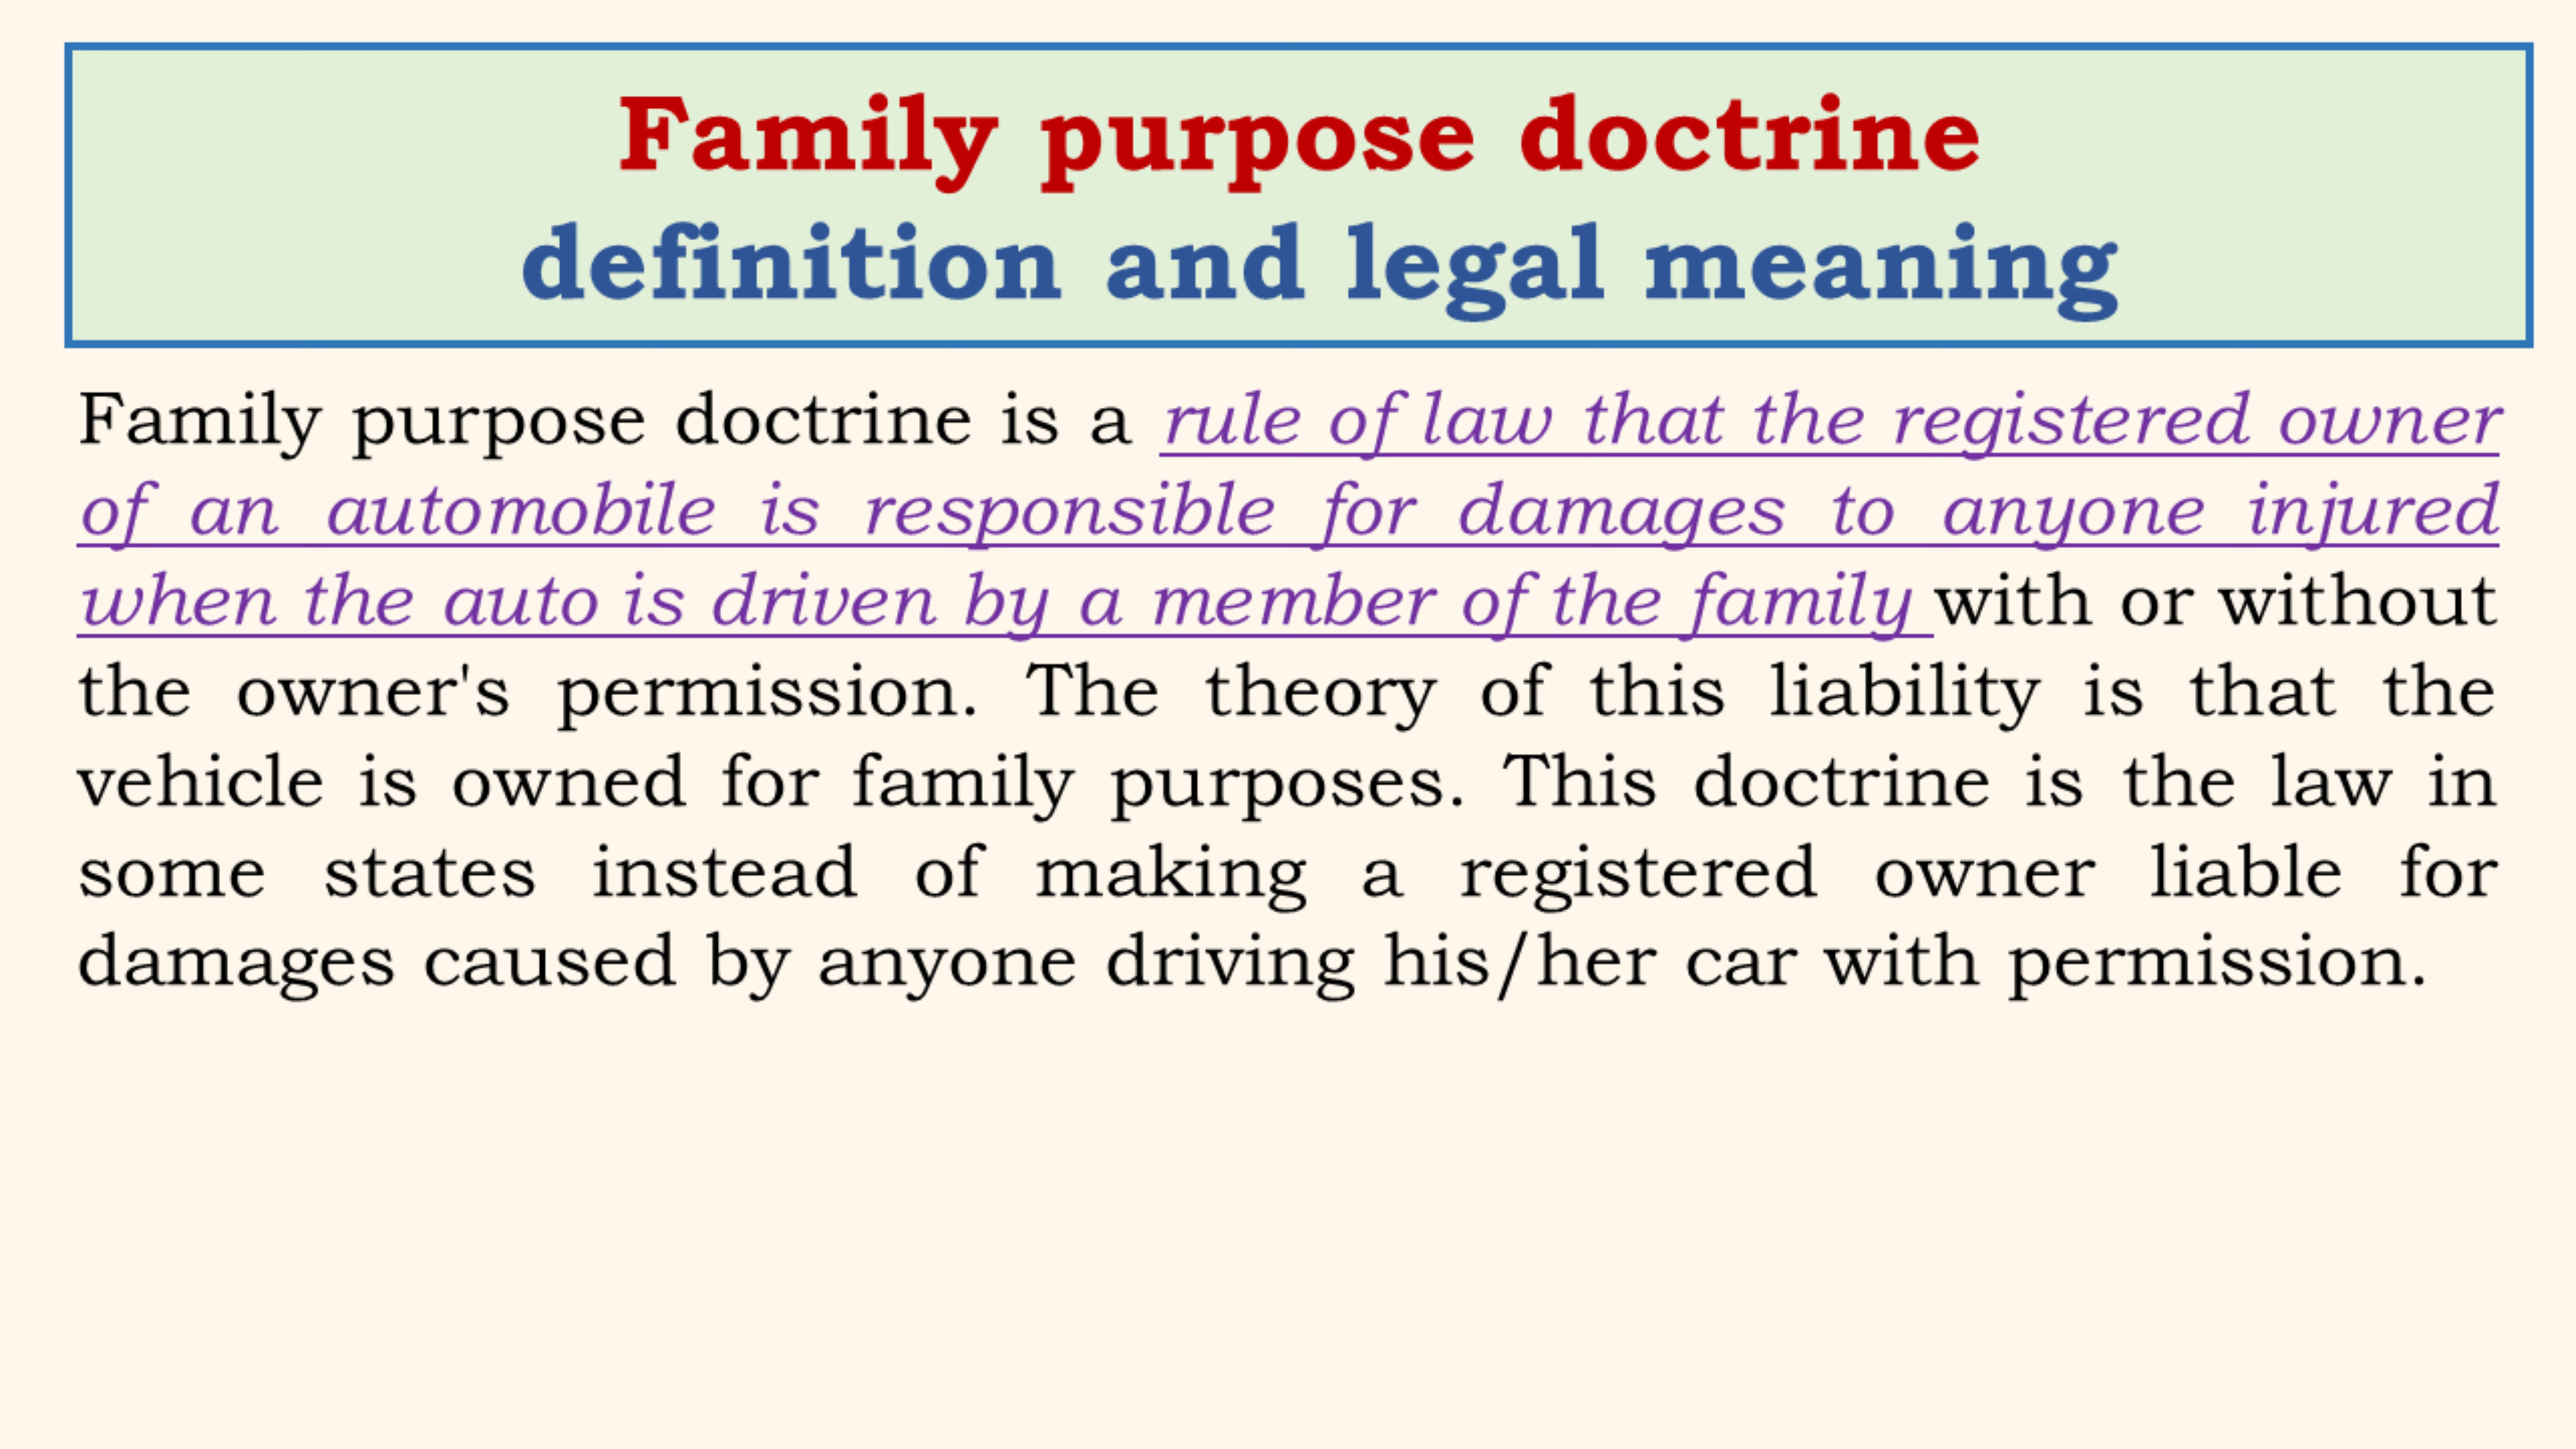 Family purpose doctrine
definition and legal meaning
Family purpose doctrine is a rule of law that the registered owner
of an automobile is responsible for damages to anyone injured
when the auto is driven by a member of the family with or without
the owner's permission. The theory of this liability is that the
vehicle is owned for family purposes. This doctrine is the law in
some states instead of making a registered owner liable for
damages caused by anyone driving his/her car with permission.